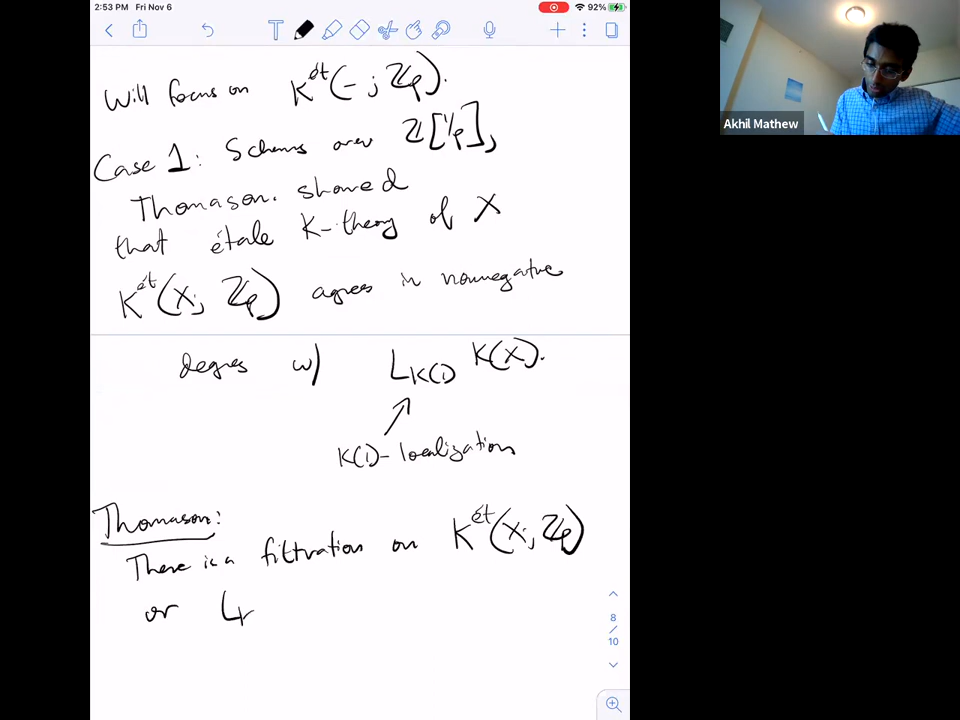 2:53 PM Fri Nov 6
92%
Will focus on K^ét(-; ℤ_p).
Case 1: Schemes over ℤ[1/p],
Thomason showed
that étale K-theory of X
K^ét(X; ℤ_p) agrees in nonnegative
degrees w/ L_K(1) K(X).
K(1)-localization
Thomason:
There is a filtration on K^ét(X; ℤ_p)
or L
8
/
10
Akhil Mathew